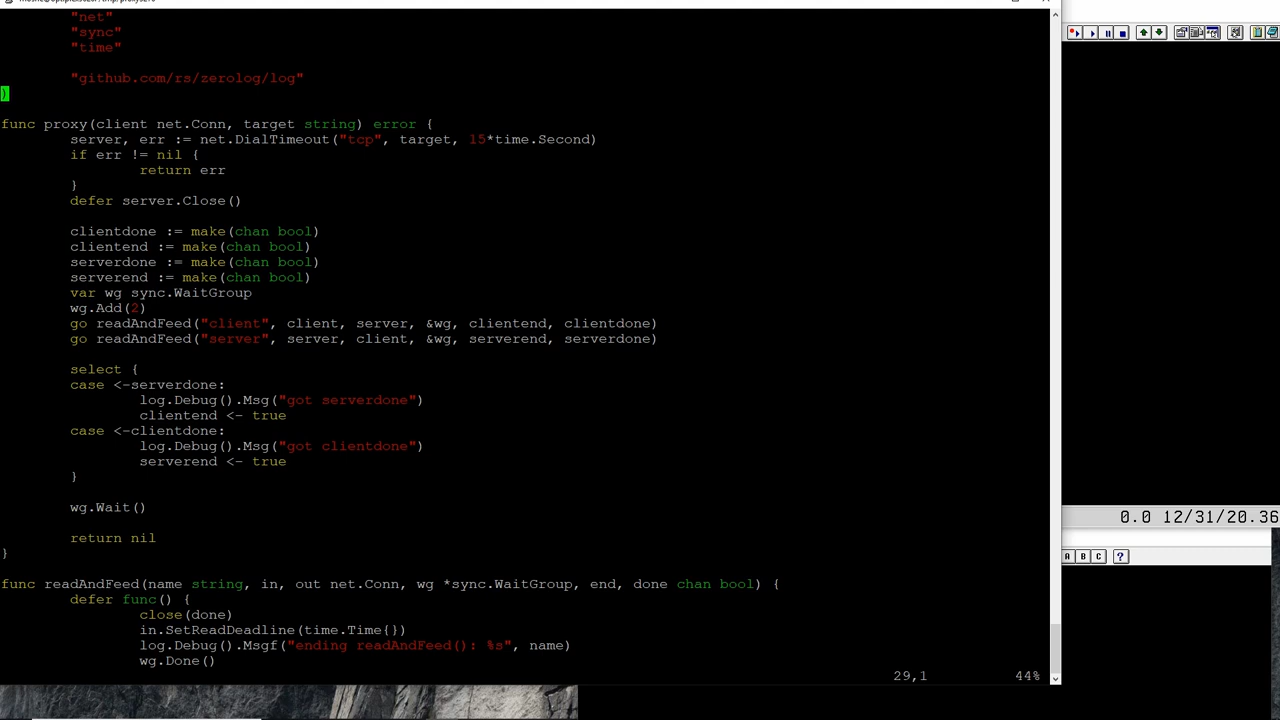 "net"
"sync"
"time"
"github.com/rs/zerolog/log"
)
func proxy(client net.Conn, target string) error {
server, err := net.DialTimeout("tcp", target, 15*time.Second)
if err != nil {
return err
}
defer server.Close()
clientdone := make(chan bool)
clientend := make(chan bool)
serverdone := make(chan bool)
serverend := make(chan bool)
var wg sync.WaitGroup
wg.Add(2)
go readAndFeed("client", client, server, &wg, clientend, clientdone)
go readAndFeed("server", server, client, &wg, serverend, serverdone)
select {
case <-serverdone:
log.Debug().Msg("got serverdone")
clientend <- true
case <-clientdone:
log.Debug().Msg("got clientdone")
serverend <- true
}
wg.Wait()
return nil
}
func readAndFeed(name string, in, out net.Conn, wg *sync.WaitGroup, end, done chan bool) {
defer func() {
close(done)
in.SetReadDeadline(time.Time{})
log.Debug().Msgf("ending readAndFeed(): %s", name)
wg.Done()
29,1 44%
0.0 12/31/20.36
A B C ?